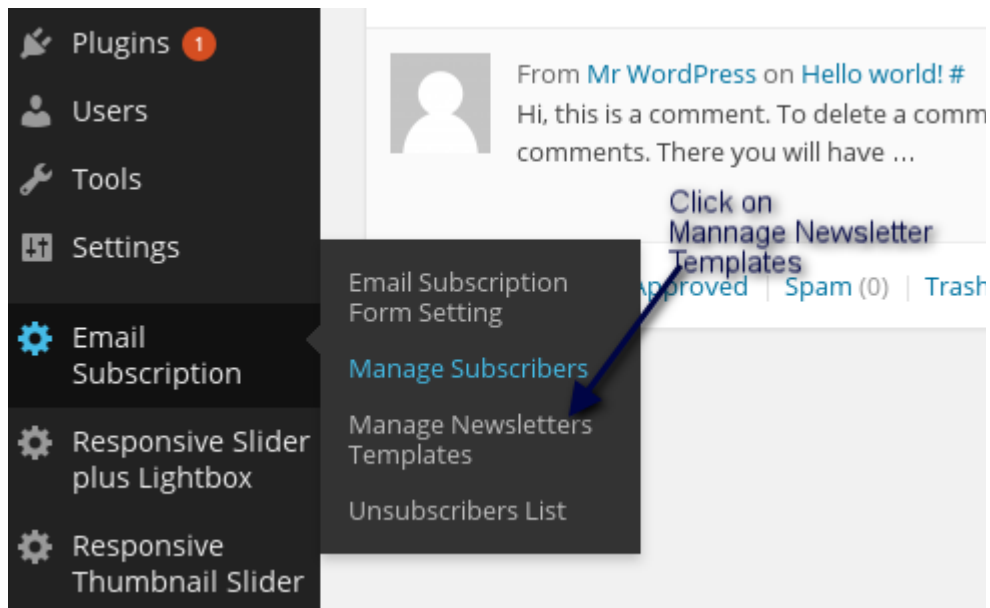 Plugins 1
Users
Tools
Settings
Email
Subscription
Responsive Slider
plus Lightbox
Responsive
Thumbnail Slider
Email Subscription
Form Setting
Manage Subscribers
Manage Newsletters
Templates
Unsubscribers List
From Mr WordPress on Hello world! #
Hi, this is a comment. To delete a comm
comments. There you will have …
Click on
Mannage Newsletter
Templates
Approved | Spam (0) | Trash